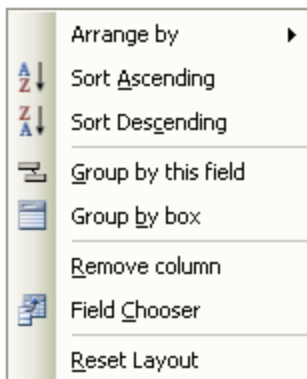 Arrange by
Sort Ascending
Sort Descending
Group by this field
Group by box
Remove column
Field Chooser
Reset Layout